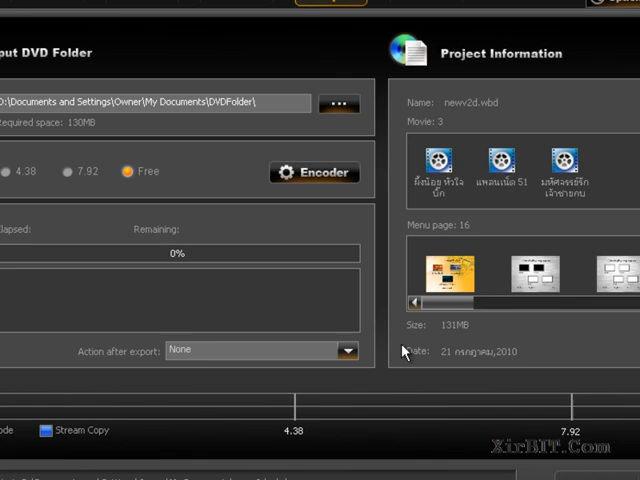 put DVD Folder
Project Information
D:\Documents and Settings\Owner\My Documents\DVDFolder\
...
Required space: 130MB
Name: newv2d.wbd
Movie: 3
4.38
7.92
Free
Encoder
ผึ้งน้อย หัวใจ
บิ๊ก
แพลนเน็ต 51
มหัศจรรย์รัก
เจ้าชายกบ
Menu page: 16
lapsed:
Remaining:
0%
Size: 131MB
Action after export:
None
Date: 21 กรกฎาคม,2010
ode
Stream Copy
4.38
7.92
XirBIT.Com